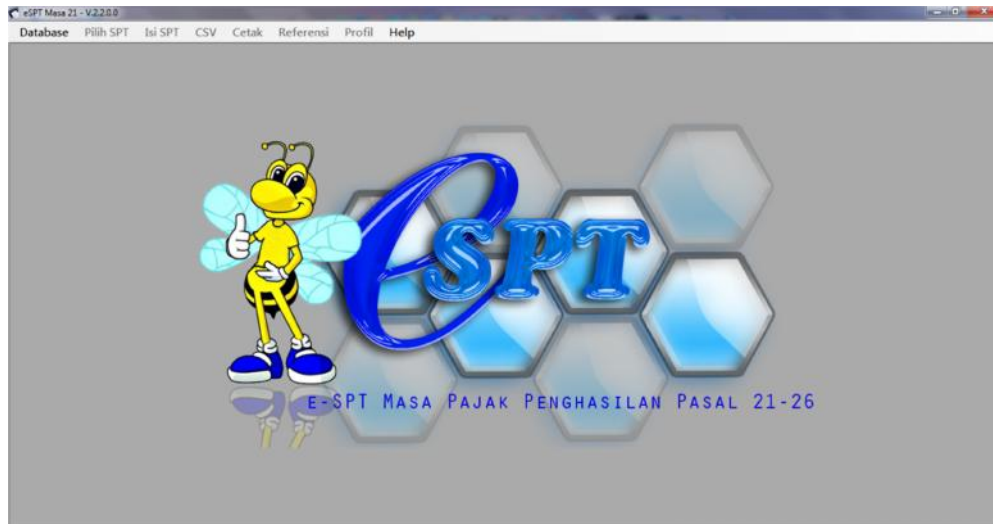 eSPT Masa 21 - V.2.2.0.0
Database Pilih SPT Isi SPT CSV Cetak Referensi Profil Help
eSPT
e-SPT Masa Pajak Penghasilan Pasal 21-26